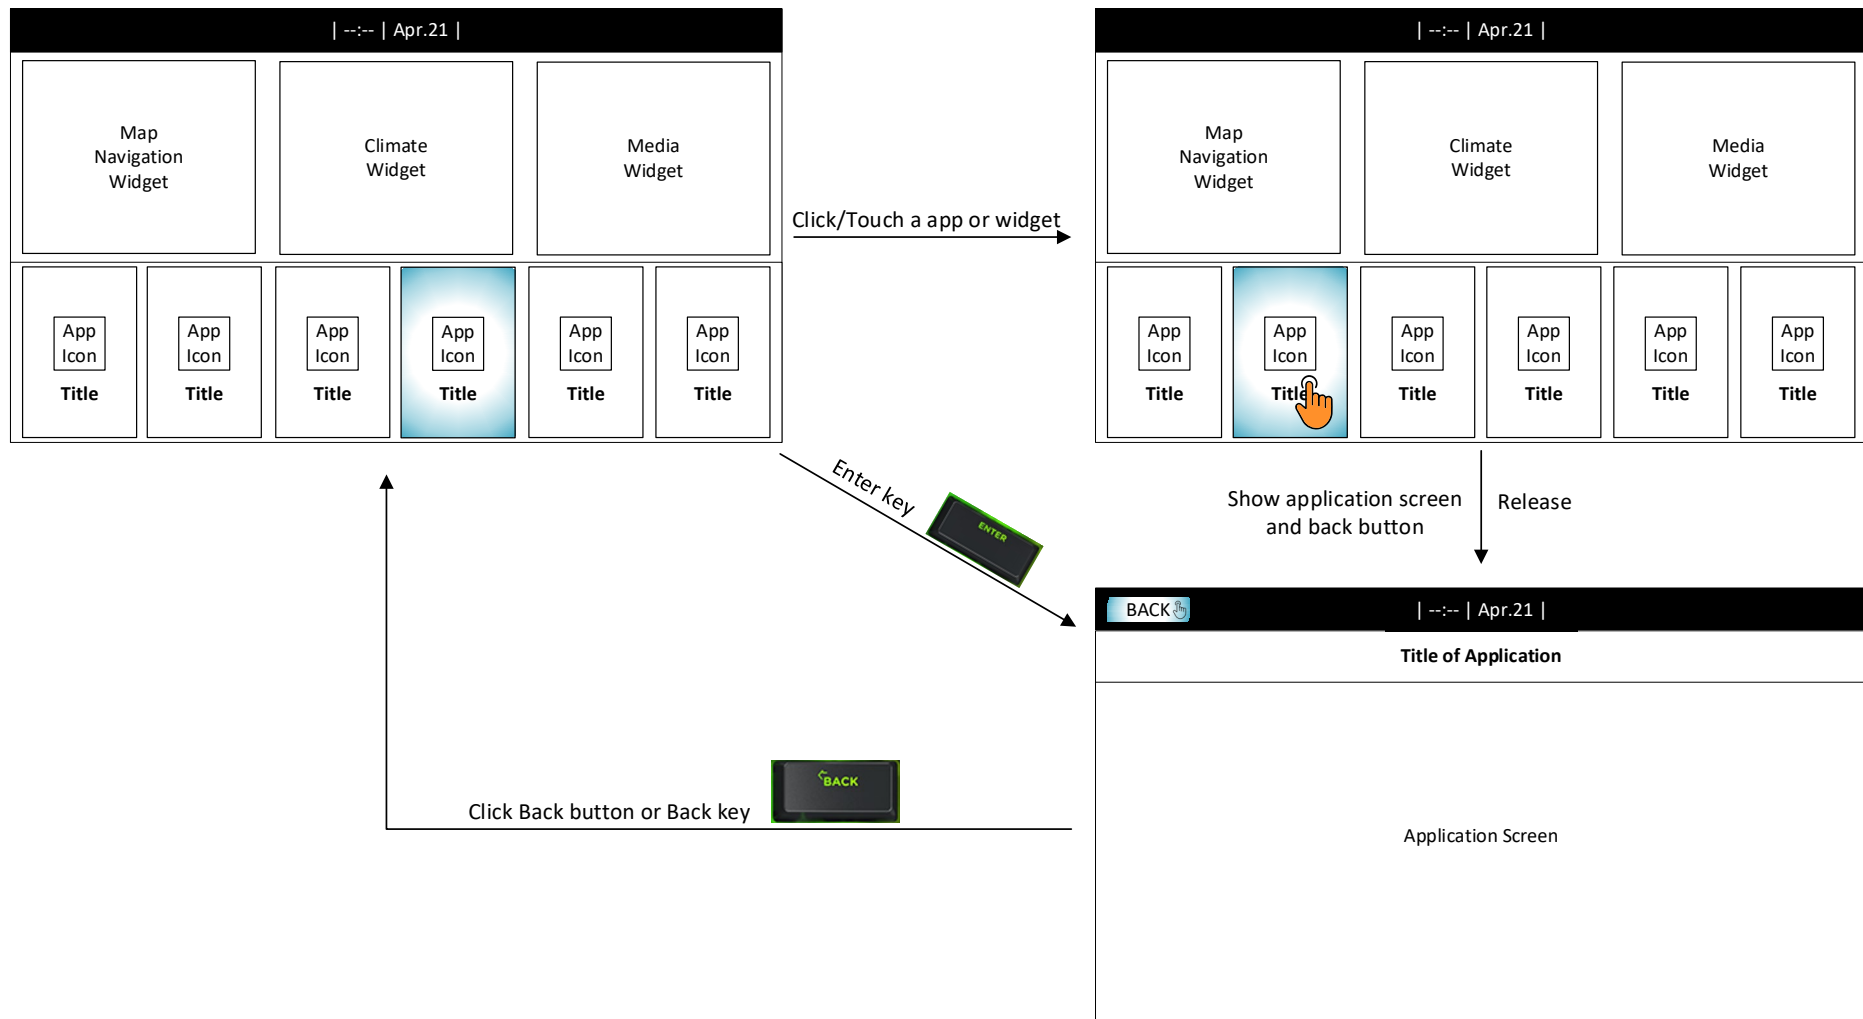 | --:-- | Apr.21 |
Map
Navigation
Widget
Climate
Widget
Media
Widget
App
Icon
Title
App
Icon
Title
App
Icon
Title
App
Icon
Title
App
Icon
Title
App
Icon
Title
Click/Touch a app or widget
| --:-- | Apr.21 |
Map
Navigation
Widget
Climate
Widget
Media
Widget
App
Icon
Title
App
Icon
Title
App
Icon
Title
App
Icon
Title
App
Icon
Title
App
Icon
Title
Enter key
ENTER
Show application screen
and back button
Release
BACK
| --:-- | Apr.21 |
Title of Application
Application Screen
Click Back button or Back key
BACK